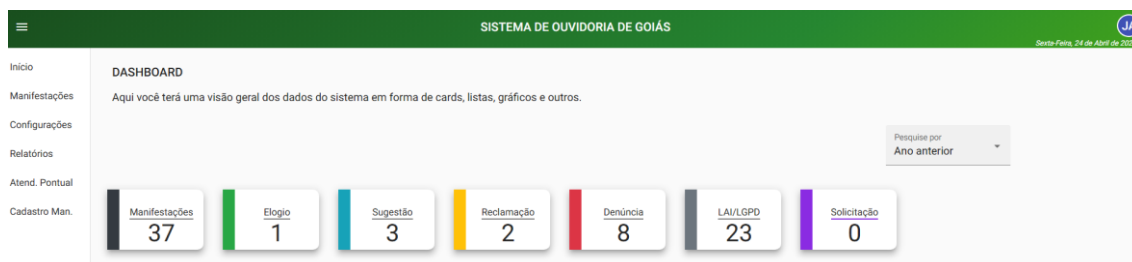 SISTEMA DE OUVIDORIA DE GOIÁS
JA
Sexta-Feira, 24 de Abril de 202
Início
Manifestações
Configurações
Relatórios
Atend. Pontual
Cadastro Man.
DASHBOARD
Aqui você terá uma visão geral dos dados do sistema em forma de cards, listas, gráficos e outros.
Pesquise por
Ano anterior
Manifestações
37
Elogio
1
Sugestão
3
Reclamação
2
Denúncia
8
LAI/LGPD
23
Solicitação
0